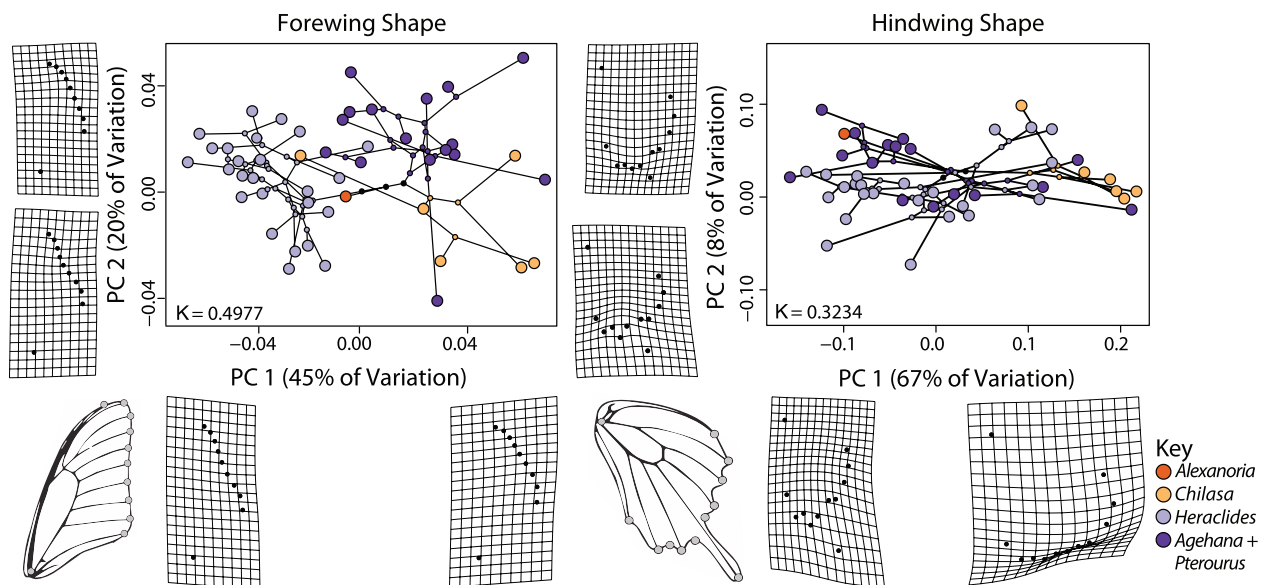 Forewing Shape
Hindwing Shape
PC 2 (20% of Variation)
0.04
0.00
−0.04
K = 0.4977
−0.04
0.00
0.04
PC 1 (45% of Variation)
PC 2 (8% of Variation)
0.10
0.00
−0.10
K = 0.3234
−0.1
0.0
0.1
0.2
PC 1 (67% of Variation)
Key
Alexanoria
Chilasa
Heraclides
Agehana +
Pterourus